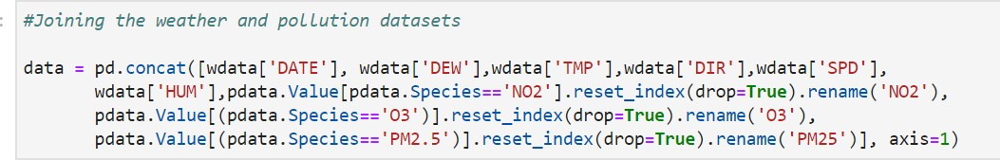 #Joining the weather and pollution datasets
data = pd.concat([wdata['DATE'], wdata['DEW'],wdata['TMP'],wdata['DIR'],wdata['SPD'],
wdata['HUM'],pdata.Value[pdata.Species=='NO2'].reset_index(drop=True).rename('NO2'),
pdata.Value[(pdata.Species=='O3')].reset_index(drop=True).rename('O3'),
pdata.Value[(pdata.Species=='PM2.5')].reset_index(drop=True).rename('PM25')], axis=1)